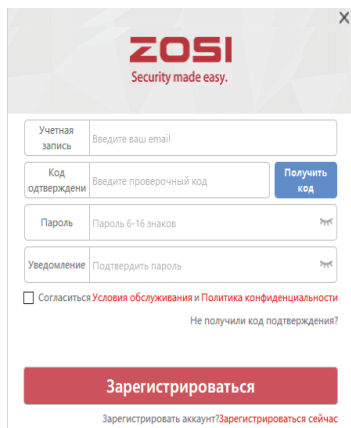 X
ZOSI
Security made easy.
Учетная
запись
Введите ваш email
Код
одтверждени
Введите проверочный код
Получить
код
Пароль
Пароль 6-16 знаков
Уведомление
Подтвердить пароль
Согласиться Условия обслуживания и Политика конфиденциальности
Не получили код подтверждения?
Зарегистрироваться
Зарегистрировать аккаунт?Зарегистрироваться сейчас